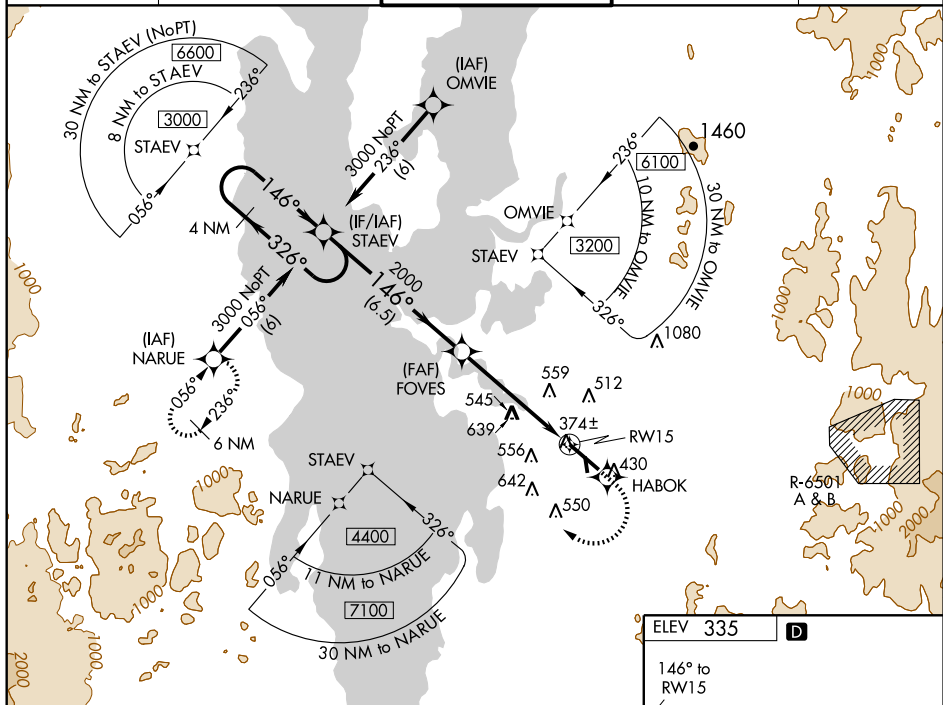 30 NM to STAEV (NoPT)
6600
8 NM to STAEV
236°
3000
STAEV
056°
(IAF)
OMVIE
3000 NoPT
236°
(6)
1000
1460
236°
6100
10 NM to OMVIE
30 NM to OMVIE
OMVIE
3200
STAEV
326°
1080
146°
4 NM
(IF/IAF)
STAEV
326°
2000
146°
(6.5)
3000 NoPT
056°
(6)
(IAF)
NARUE
056°
236°
6 NM
(FAF)
FOVES
559
512
545
639
374±
RW15
556
430
HABOK
642
550
1000
1000
1000
R-6501
A & B
1000
2000
STAEV
NARUE
326°
4400
056°
11 NM to NARUE
7100
30 NM to NARUE
1000
1000
1000
2000
ELEV 335
D
146° to
RW15